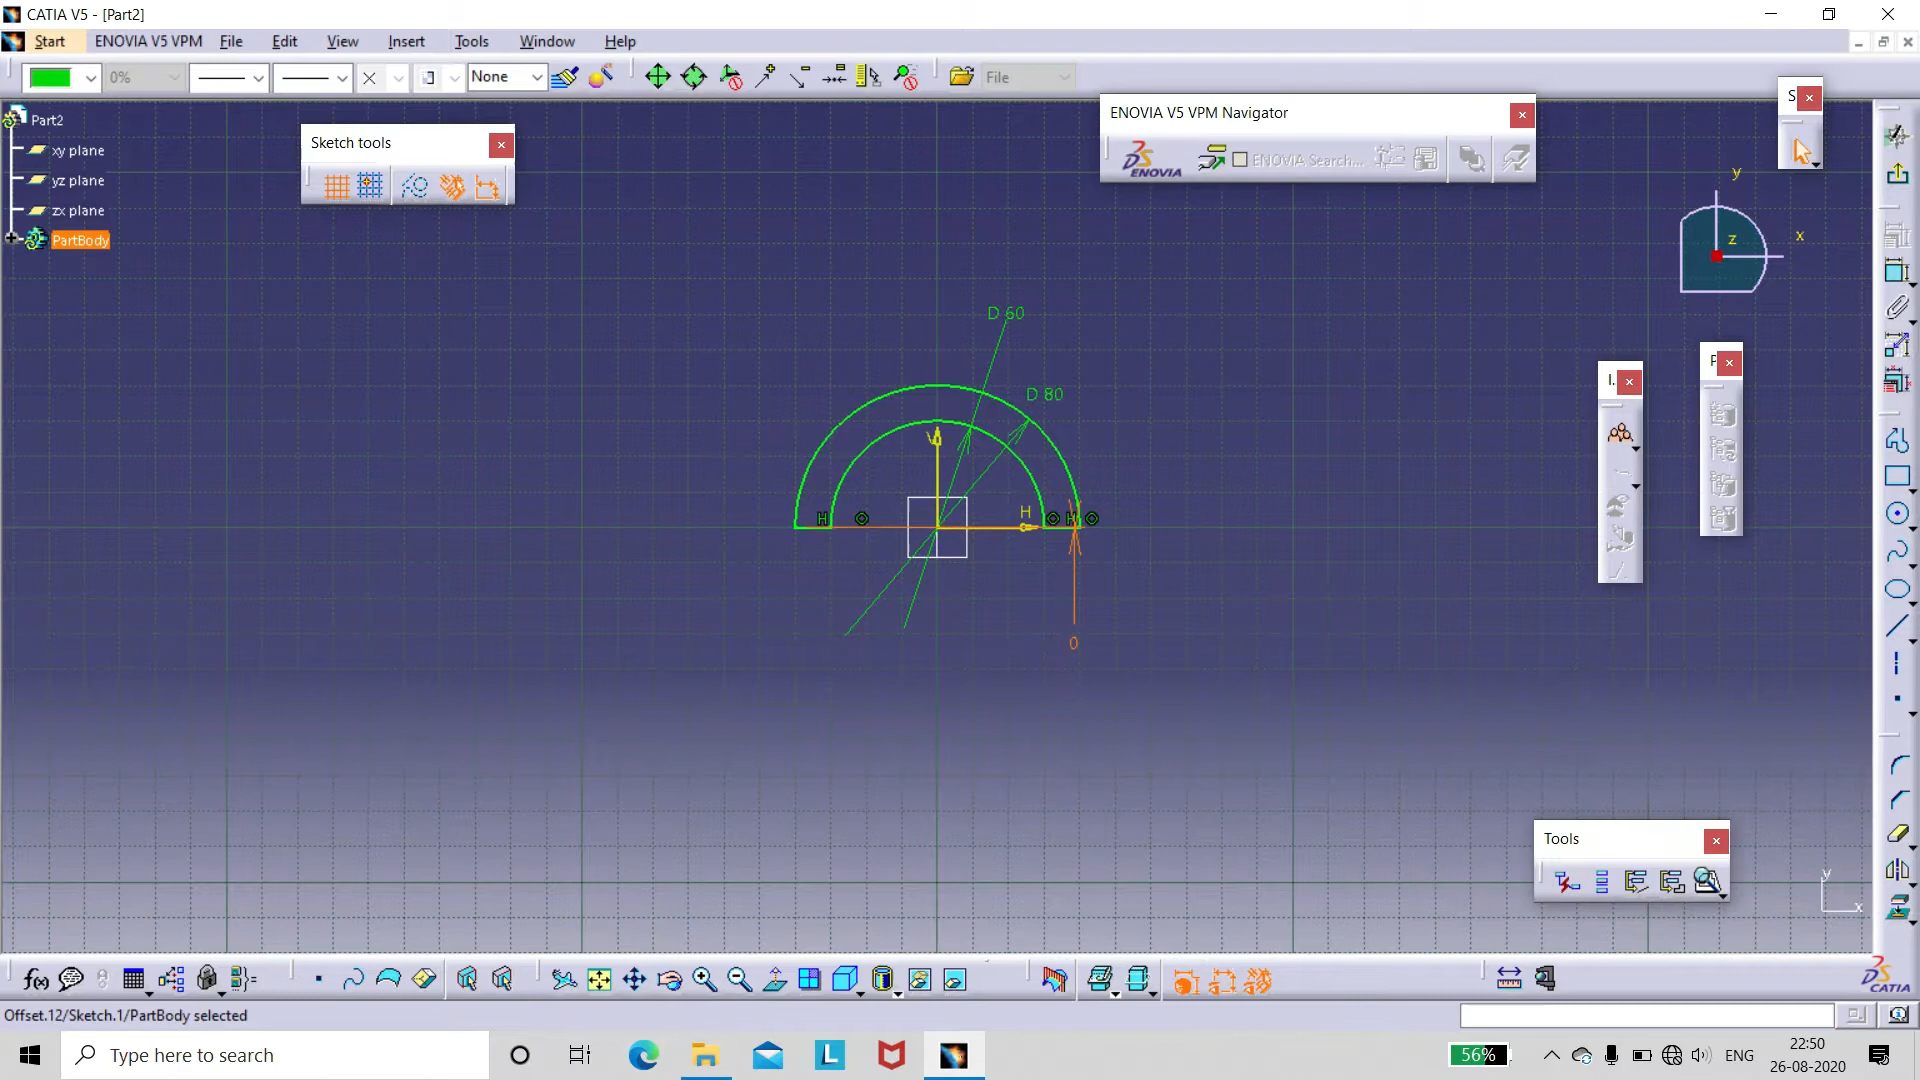 CATIA V5 - [Part2]
Start ENOVIA V5 VPM File Edit View Insert Tools Window Help
0% None File
Part2
xy plane
yz plane
zx plane
PartBody
Sketch tools
ENOVIA V5 VPM Navigator
ENOVIA
ENOVIA Search...
S
y
x
z
P
I.
D 60
D 80
V
H
H
H
0
Tools
y
x
f(x)
CATIA
Offset.12/Sketch.1/PartBody selected
Type here to search
L
56%
ENG
22:50
26-08-2020